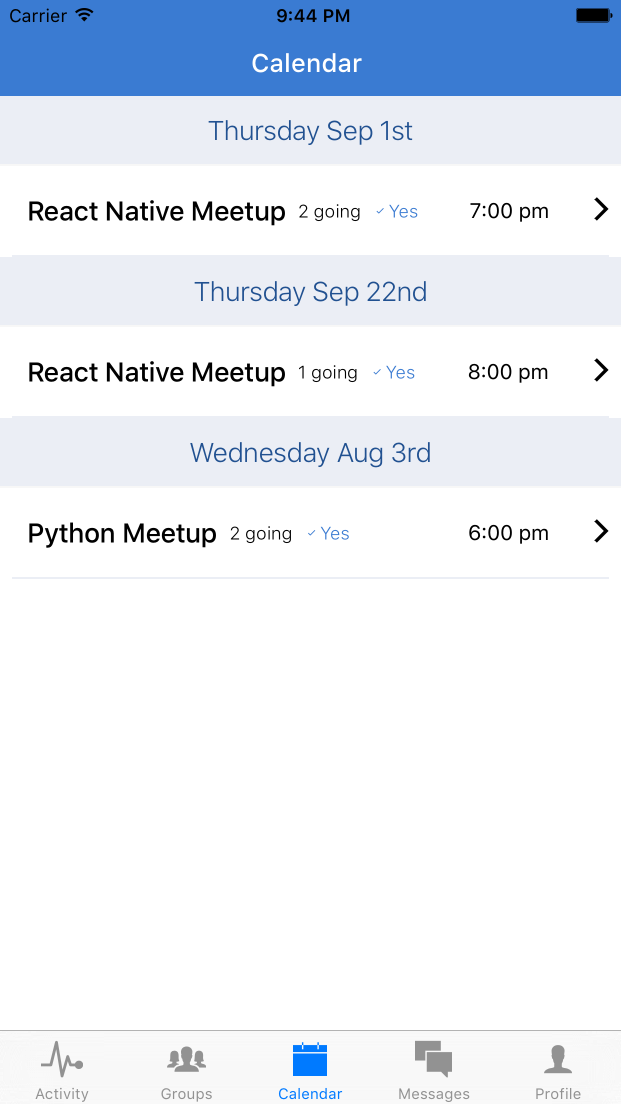 Carrier 9:44 PM
Calendar
Thursday Sep 1st
React Native Meetup 2 going ✓ Yes 7:00 pm
Thursday Sep 22nd
React Native Meetup 1 going ✓ Yes 8:00 pm
Wednesday Aug 3rd
Python Meetup 2 going ✓ Yes 6:00 pm
Activity Groups Calendar Messages Profile